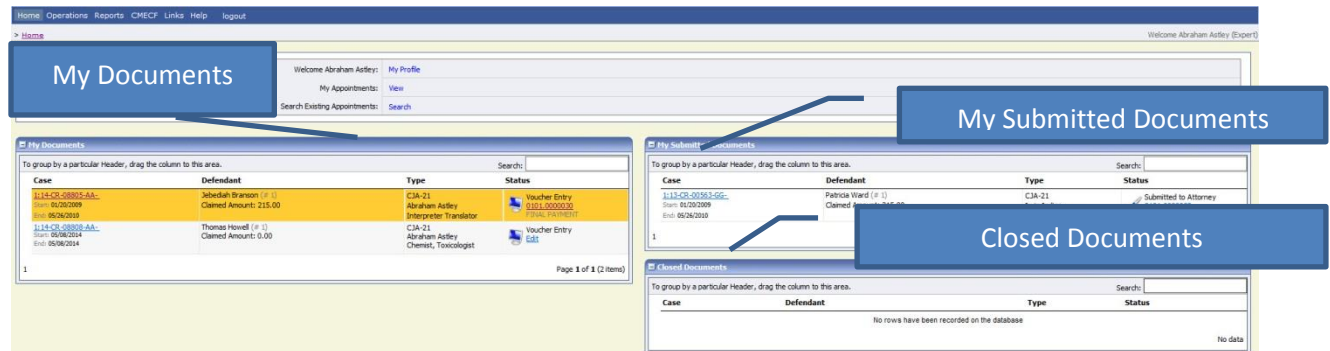 Home Operations Reports CMECF Links Help logout
> Home
Welcome Abraham Astley (Expert)
My Documents
Welcome Abraham Astley: My Profile
My Appointments: View
Search Existing Appointments: Search
My Submitted Documents
My Documents
To group by a particular Header, drag the column to this area. Search:
Case Defendant Type Status
1:14-CR-08805-AA- Jebediah Branson (# 1) CJA-21 Voucher Entry
Start: 01/20/2009 Claimed Amount: 215.00 Abraham Astley 0101.0000030
End: 05/26/2010 Interpreter Translator FINAL PAYMENT
1:14-CR-08808-AA- Thomas Howell (# 1) CJA-21 Voucher Entry
Start: 05/08/2014 Claimed Amount: 0.00 Abraham Astley Edit
End: 05/08/2014 Chemist, Toxicologist
1 Page 1 of 1 (2 items)
My Submitted Documents
To group by a particular Header, drag the column to this area. Search:
Case Defendant Type Status
1:13-CR-00563-GG- Patricia Ward (# 1) CJA-21 Submitted to Attorney
Start: 01/20/2009 Claimed
End: 05/26/2010
1
Closed Documents
Closed Documents
To group by a particular Header, drag the column to this area. Search:
Case Defendant Type Status
No rows have been recorded on the database
No data